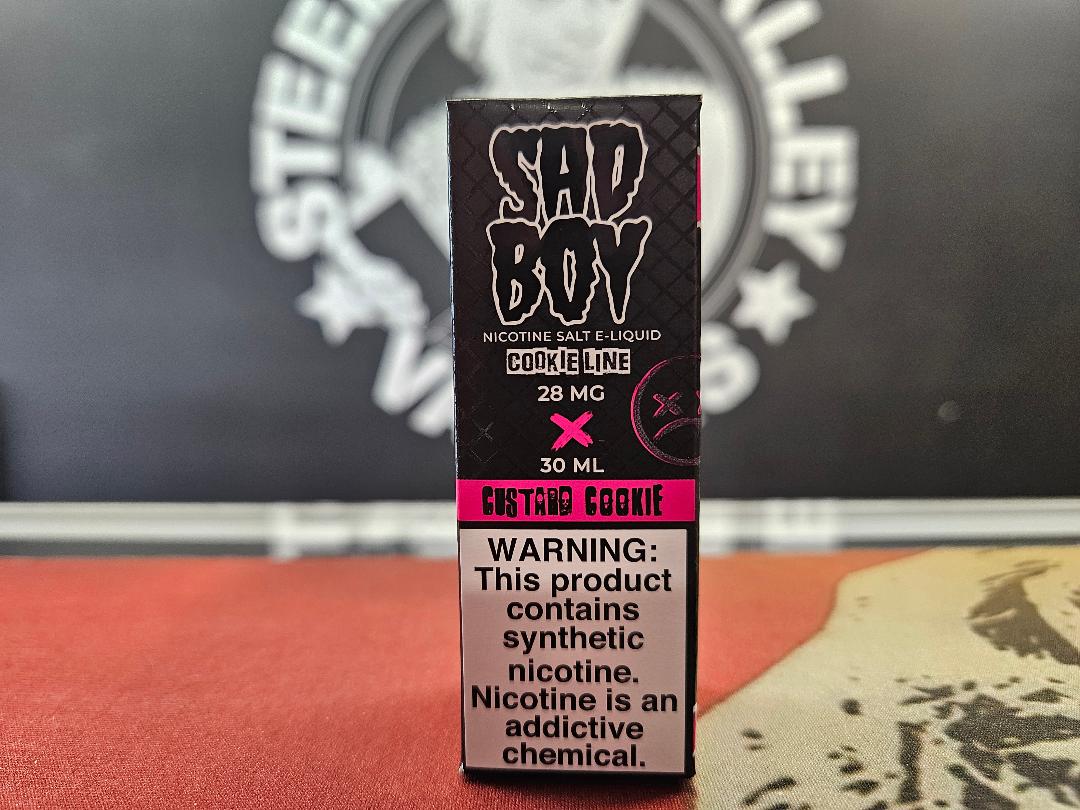 SAD
BOY
NICOTINE SALT E-LIQUID
COOKIE LINE
28 MG
X
30 ML
CUSTARD COOKIE
WARNING:
This product
contains
synthetic
nicotine.
Nicotine is an
addictive
chemical.
STEEL